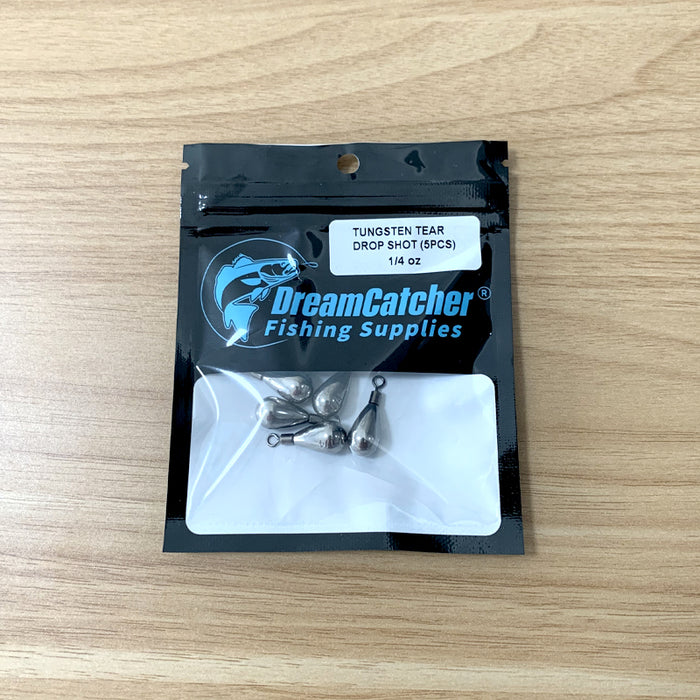 TUNGSTEN TEAR
DROP SHOT (5PCS)
1/4 oz
DreamCatcher®
Fishing Supplies